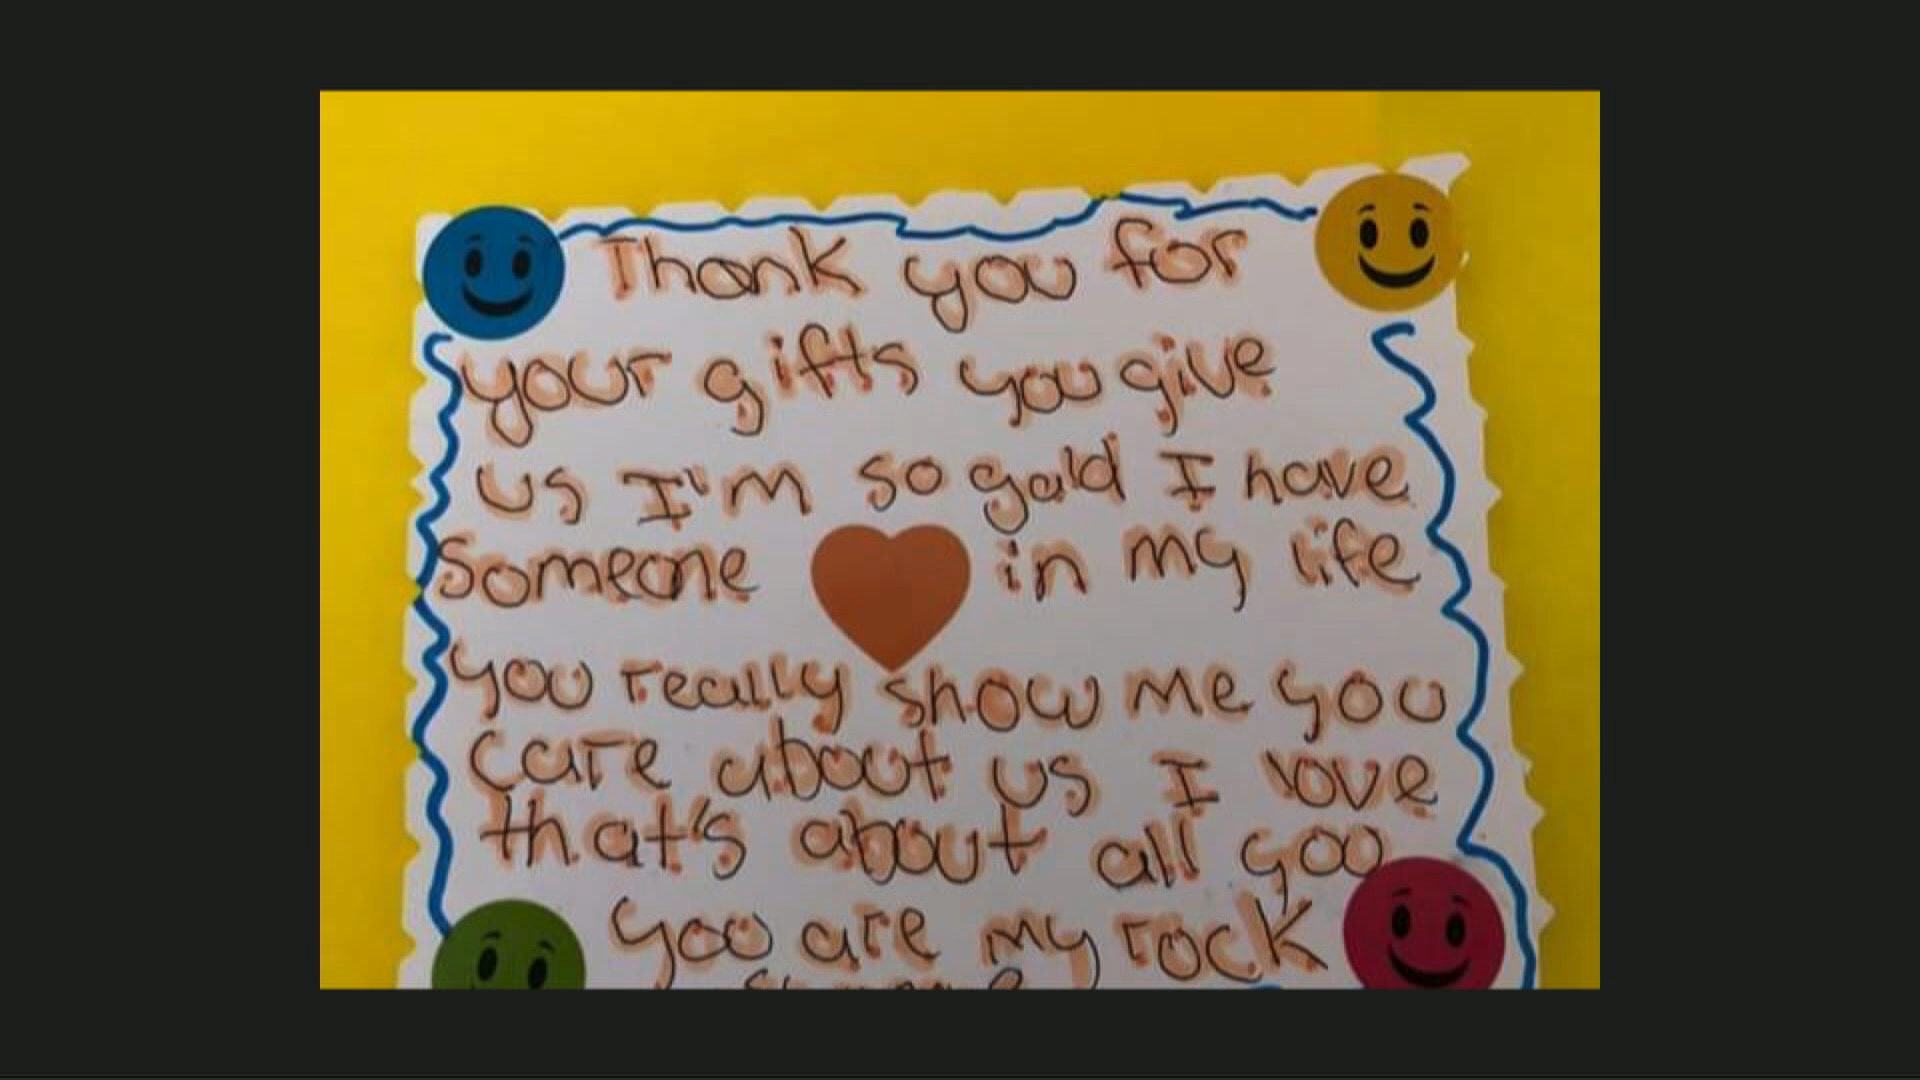 Thank you for
your gifts you give
us I'm so gald I have
someone in my life
you really show me you
care about us I love
that's about all you
you are my rock